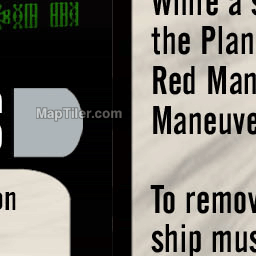 While a s
the Plan
Red Man
Maneuve
To remov
ship mus
on
MapTiler.com